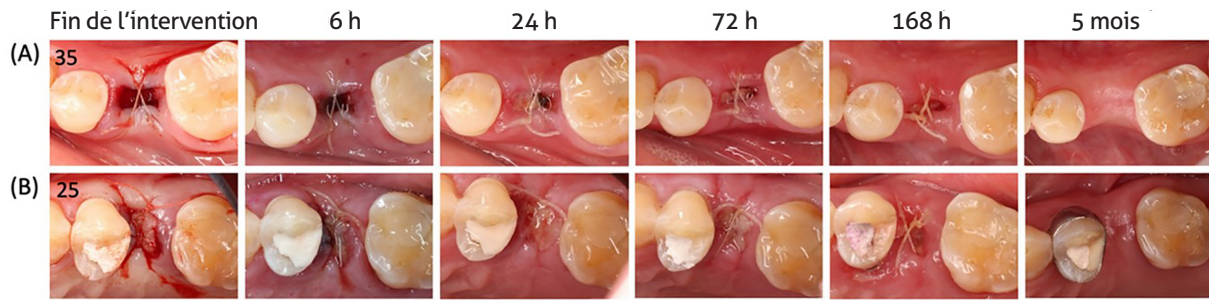 Fin de l’intervention 6 h 24 h 72 h 168 h 5 mois
(A) 35
(B) 25